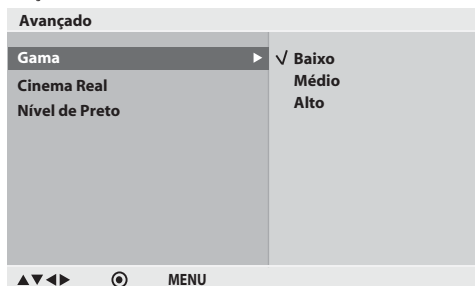 Avançado
Gama ▶ √ Baixo
Cinema Real Médio
Nível de Preto Alto
▲▼◀▶ ⦿ MENU